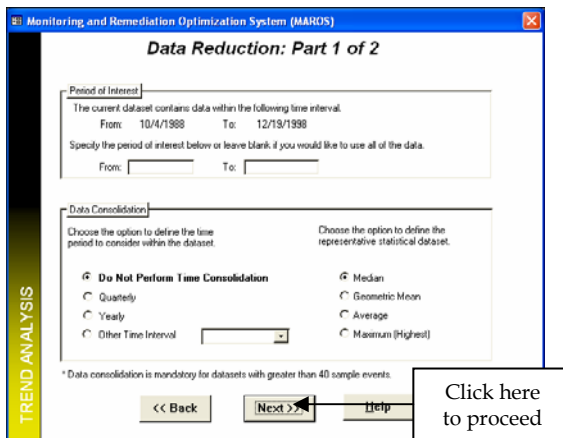 Monitoring and Remediation Optimization System (MAROS)
Data Reduction: Part 1 of 2
Period of Interest
The current dataset contains data within the following time interval.
From: 10/4/1988 To: 12/19/1998
Specify the period of interest below or leave blank if you would like to use all of the data.
From: To:
Data Consolidation
Choose the option to define the time
period to consider within the dataset.
Choose the option to define the
representative statistical dataset.
Do Not Perform Time Consolidation
Quarterly
Yearly
Other Time Interval
Median
Geometric Mean
Average
Maximum (Highest)
* Data consolidation is mandatory for datasets with greater than 40 sample events.
<< Back
Next >>
Help
Click here
to proceed
TREND ANALYSIS